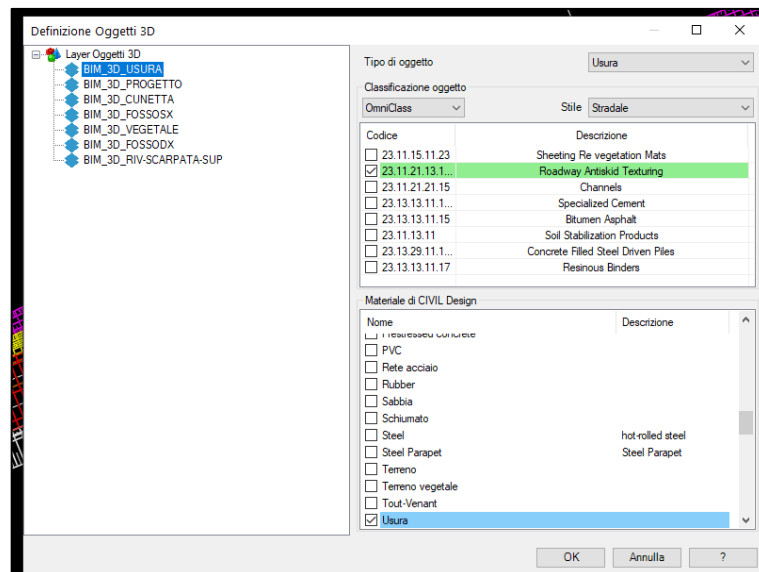 Definizione Oggetti 3D
Layer Oggetti 3D
BIM_3D_USURA
BIM_3D_PROGETTO
BIM_3D_CUNETTA
BIM_3D_FOSSOSX
BIM_3D_VEGETALE
BIM_3D_FOSSODX
BIM_3D_RIV-SCARPATA-SUP
Tipo di oggetto Usura
Classificazione oggetto
OmniClass Stile Stradale
Codice Descrizione
23.11.15.11.23 Sheeting Re vegetation Mats
23.11.21.13.1... Roadway Antiskid Texturing
23.11.21.21.15 Channels
23.13.13.11.1... Specialized Cement
23.13.13.11.15 Bitumen Asphalt
23.11.13.11 Soil Stabilization Products
23.13.29.11.1... Concrete Filled Steel Driven Piles
23.13.13.11.17 Resinous Binders
Materiale di CIVIL Design
Nome Descrizione
Prestressed concrete
PVC
Rete acciaio
Rubber
Sabbia
Schiumato
Steel hot-rolled steel
Steel Parapet Steel Parapet
Terreno
Terreno vegetale
Tout-Venant
Usura
OK Annulla ?